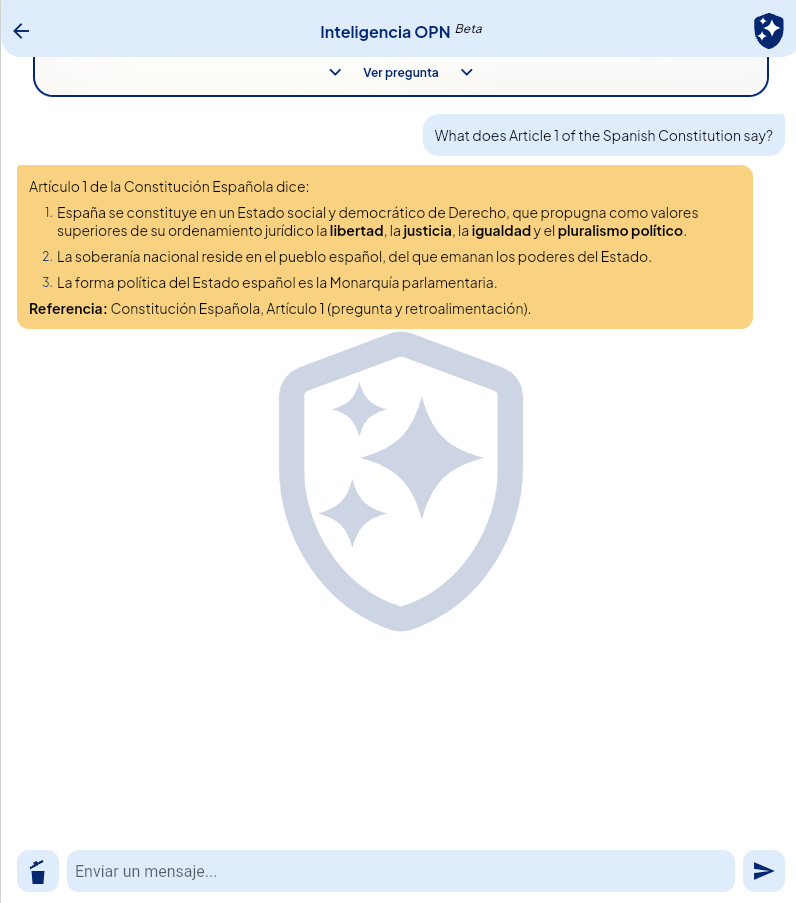 Inteligencia OPN Beta
Ver pregunta
What does Article 1 of the Spanish Constitution say?
Artículo 1 de la Constitución Española dice:
1. España se constituye en un Estado social y democrático de Derecho, que propugna como valores
superiores de su ordenamiento jurídico la libertad, la justicia, la igualdad y el pluralismo político.
2. La soberanía nacional reside en el pueblo español, del que emanan los poderes del Estado.
3. La forma política del Estado español es la Monarquía parlamentaria.
Referencia: Constitución Española, Artículo 1 (pregunta y retroalimentación).
Enviar un mensaje...